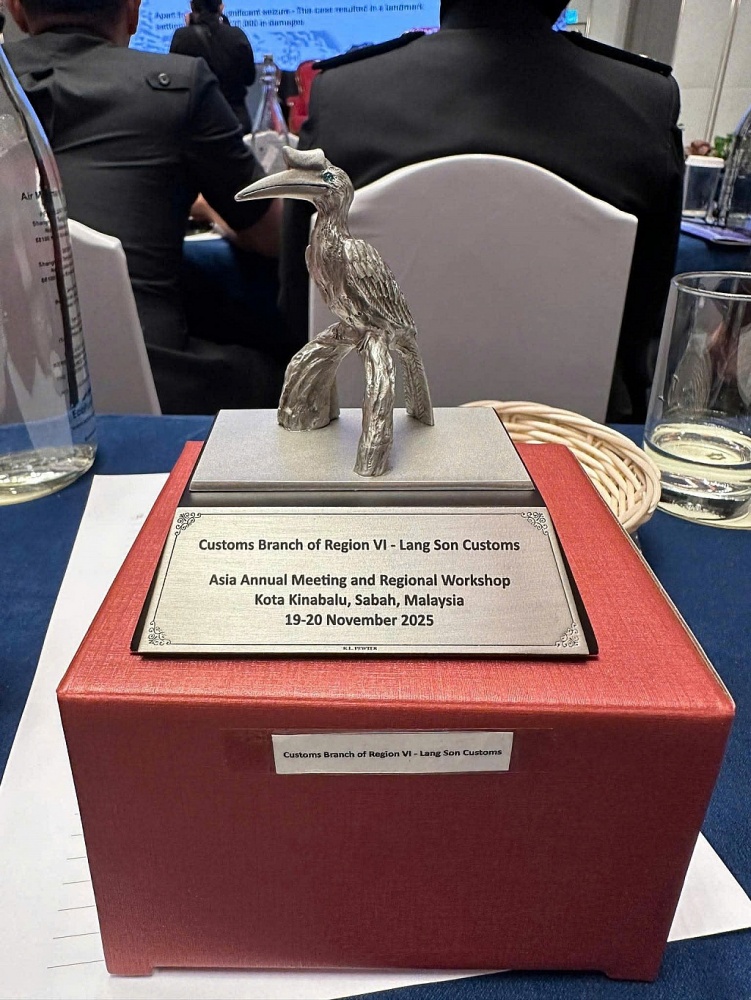 Customs Branch of Region VI - Lang Son Customs
Asia Annual Meeting and Regional Workshop
Kota Kinabalu, Sabah, Malaysia
19-20 November 2025
K.L. PEWTER
Customs Branch of Region VI - Lang Son Customs